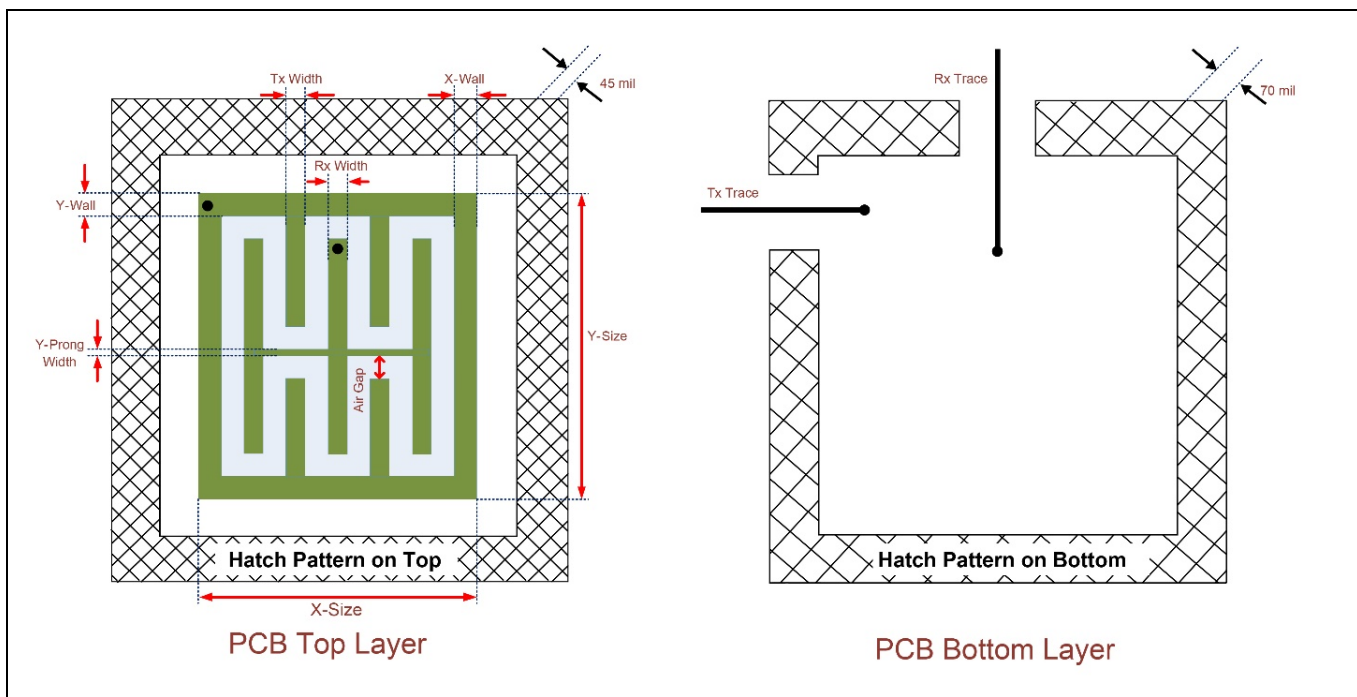 Tx Width
X-Wall
45 mil
Rx Width
Y-Wall
Y-Size
Y-Prong
Width
Air Gap
Hatch Pattern on Top
X-Size
PCB Top Layer
Rx Trace
70 mil
Tx Trace
Hatch Pattern on Bottom
PCB Bottom Layer